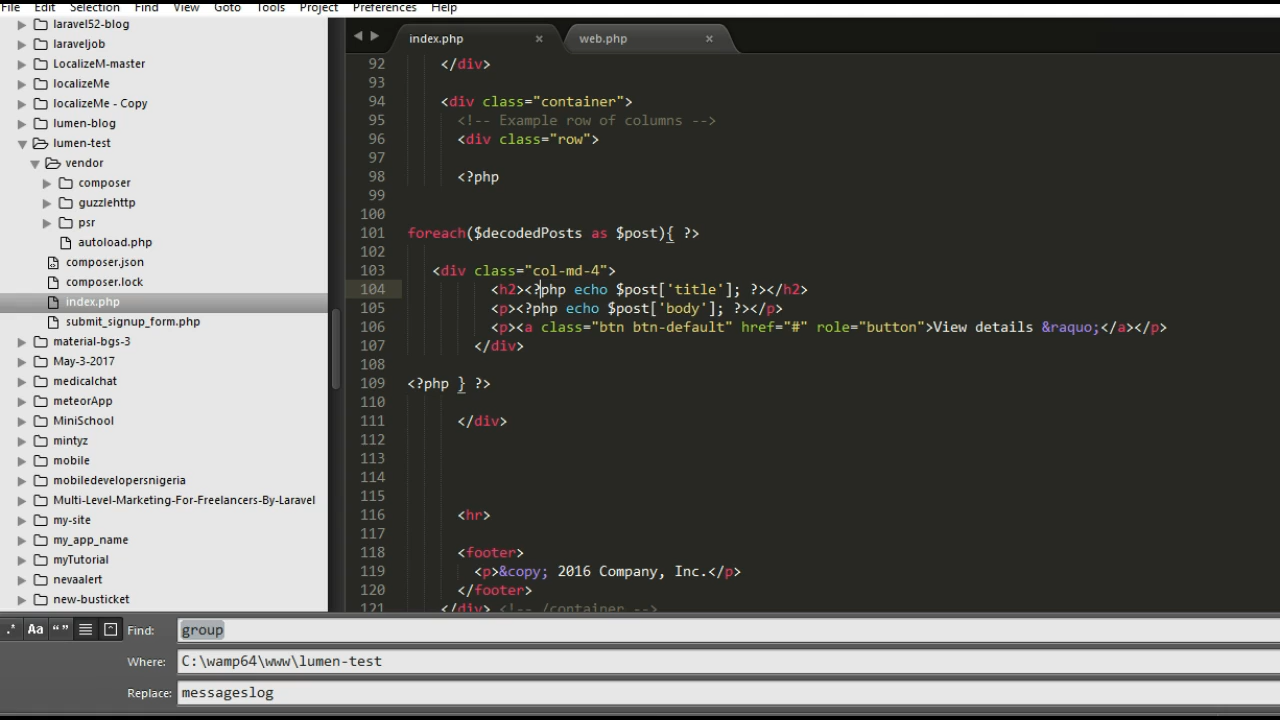 File Edit Selection Find View Goto Tools Project Preferences Help
laravel52-blog
laraveljob
LocalizeM-master
localizeMe
localizeMe - Copy
lumen-blog
lumen-test
vendor
composer
guzzlehttp
psr
autoload.php
composer.json
composer.lock
index.php
submit_signup_form.php
material-bgs-3
May-3-2017
medicalchat
meteorApp
MiniSchool
mintyz
mobile
mobiledevelopersnigeria
Multi-Level-Marketing-For-Freelancers-By-Laravel
my-site
my_app_name
myTutorial
nevaalert
new-busticket
index.php × web.php ×
92 </div>
93
94 <div class="container">
95 <!-- Example row of columns -->
96 <div class="row">
97
98 <?php
99
100
101 foreach($decodedPosts as $post){ ?>
102
103 <div class="col-md-4">
104 <h2><?php echo $post['title']; ?></h2>
105 <p><?php echo $post['body']; ?></p>
106 <p><a class="btn btn-default" href="#" role="button">View details &raquo;</a></p>
107 </div>
108
109 <?php } ?>
110
111 </div>
112
113
114
115
116 <hr>
117
118 <footer>
119 <p>&copy; 2016 Company, Inc.</p>
120 </footer>
121 </div> <!-- /container -->
.* Aa “” Find: group
Where: C:\wamp64\www\lumen-test
Replace: messageslog